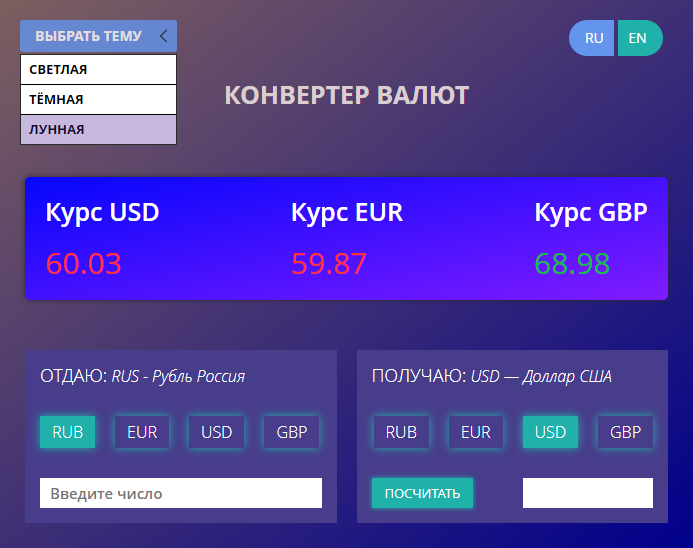 ВЫБРАТЬ ТЕМУ
RU EN
СВЕТЛАЯ
ТЁМНАЯ
ЛУННАЯ
КОНВЕРТЕР ВАЛЮТ
Курс USD Курс EUR Курс GBP
60.03 59.87 68.98
ОТДАЮ: RUS - Рубль Россия
RUB EUR USD GBP
Введите число
ПОЛУЧАЮ: USD — Доллар США
RUB EUR USD GBP
ПОСЧИТАТЬ